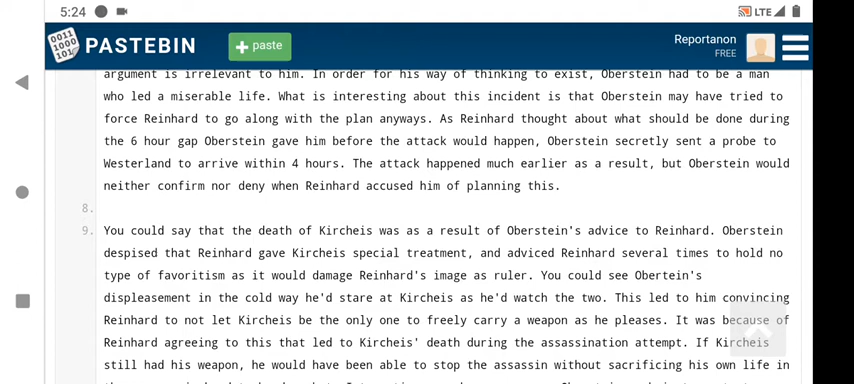 5:24
LTE
0011
1000
101
PASTEBIN
+ paste
Reportanon
FREE
argument is irrelevant to him. In order for his way of thinking to exist, Oberstein had to be a man
who led a miserable life. What is interesting about this incident is that Oberstein may have tried to
force Reinhard to go along with the plan anyways. As Reinhard thought about what should be done during
the 6 hour gap Oberstein gave him before the attack would happen, Oberstein secretly sent a probe to
Westerland to arrive within 4 hours. The attack happened much earlier as a result, but Oberstein would
neither confirm nor deny when Reinhard accused him of planning this.
8.
9. You could say that the death of Kircheis was as a result of Oberstein's advice to Reinhard. Oberstein
despised that Reinhard gave Kircheis special treatment, and adviced Reinhard several times to hold no
type of favoritism as it would damage Reinhard's image as ruler. You could see Obertein's
displeasement in the cold way he'd stare at Kircheis as he'd watch the two. This led to him convincing
Reinhard to not let Kircheis be the only one to freely carry a weapon as he pleases. It was because of
Reinhard agreeing to this that led to Kircheis' death during the assassination attempt. If Kircheis
still had his weapon, he would have been able to stop the assassin without sacrificing his own life in